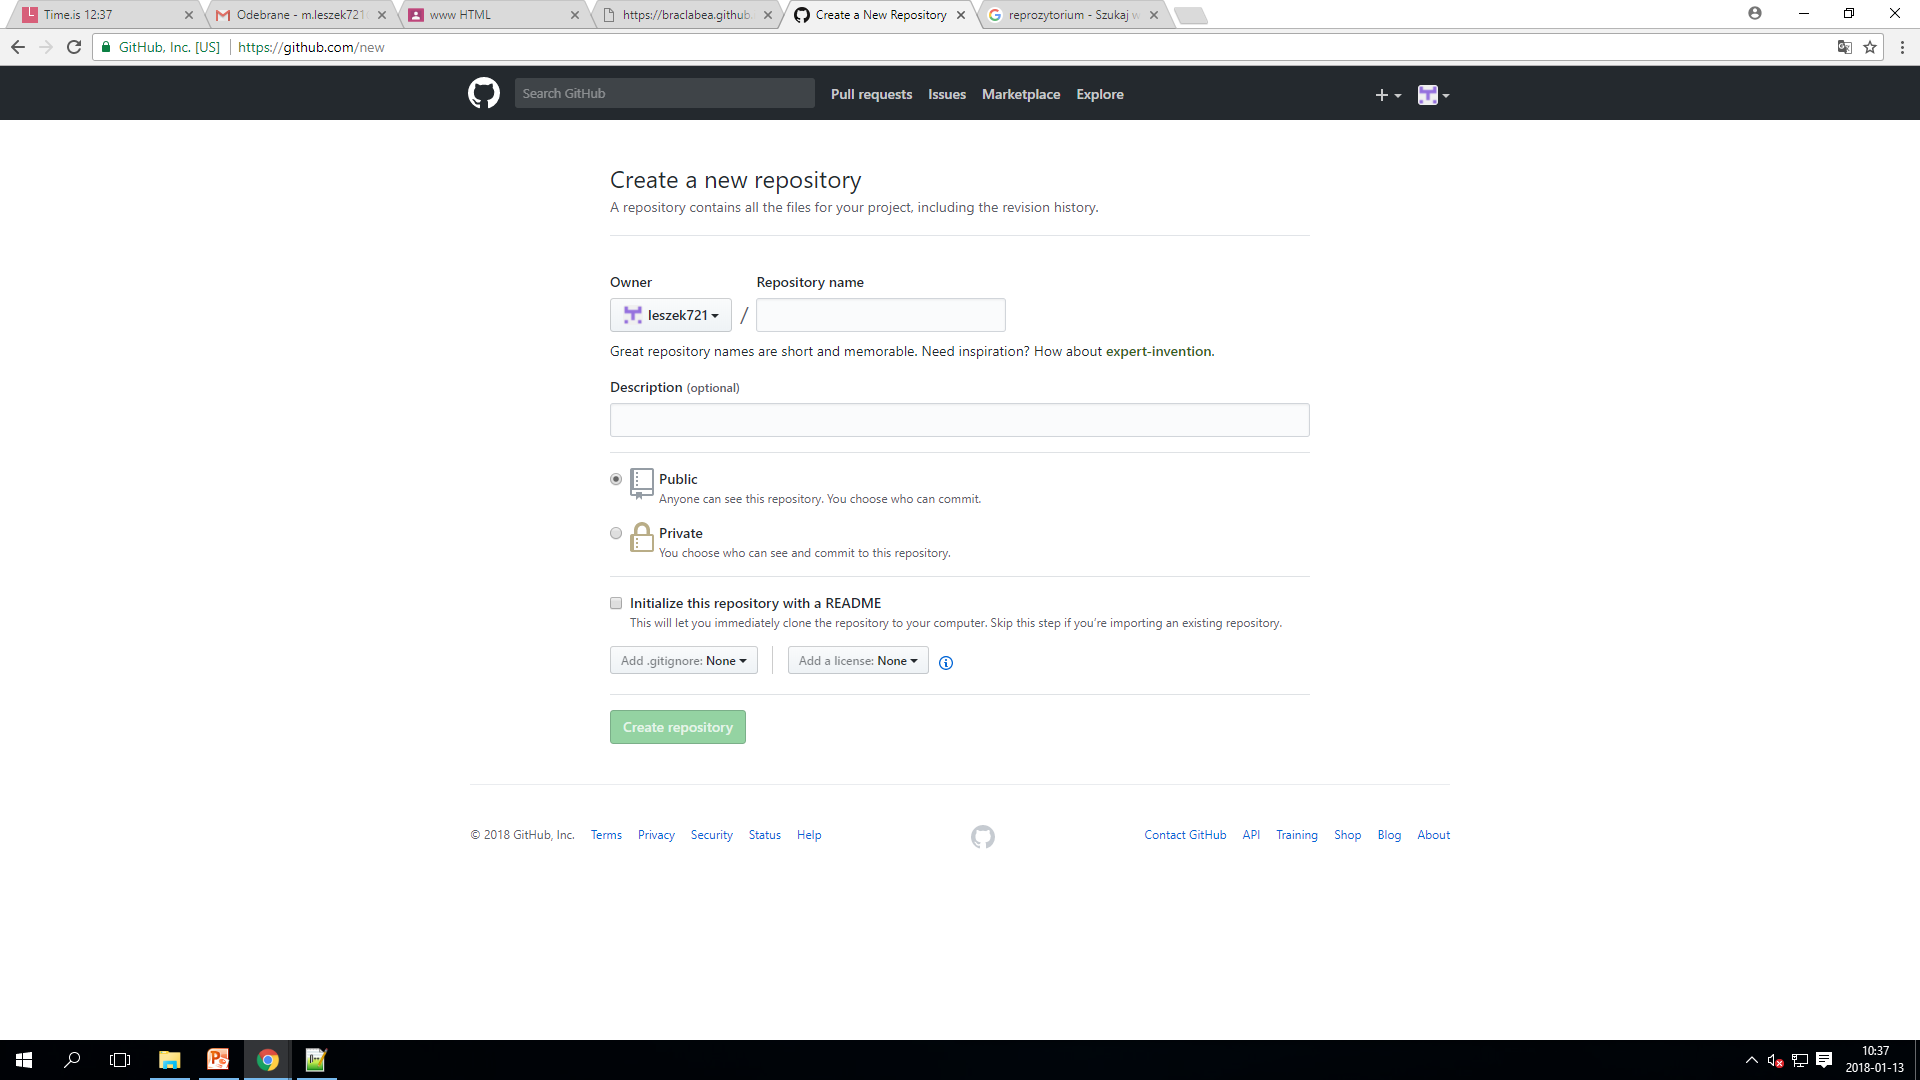 Time.is 12:37
Odebrane - m.leszek721
www HTML
https://braclabea.github.
Create a New Repository
reprozytorium - Szukaj w
GitHub, Inc. [US]
https://github.com/new
Search GitHub
Pull requests
Issues
Marketplace
Explore
Create a new repository
A repository contains all the files for your project, including the revision history.
Owner
Repository name
leszek721
/
Great repository names are short and memorable. Need inspiration? How about expert-invention.
Description (optional)
Public
Anyone can see this repository. You choose who can commit.
Private
You choose who can see and commit to this repository.
Initialize this repository with a README
This will let you immediately clone the repository to your computer. Skip this step if you're importing an existing repository.
Add .gitignore: None
Add a license: None
Create repository
© 2018 GitHub, Inc.
Terms
Privacy
Security
Status
Help
Contact GitHub
API
Training
Shop
Blog
About
10:37
2018-01-13